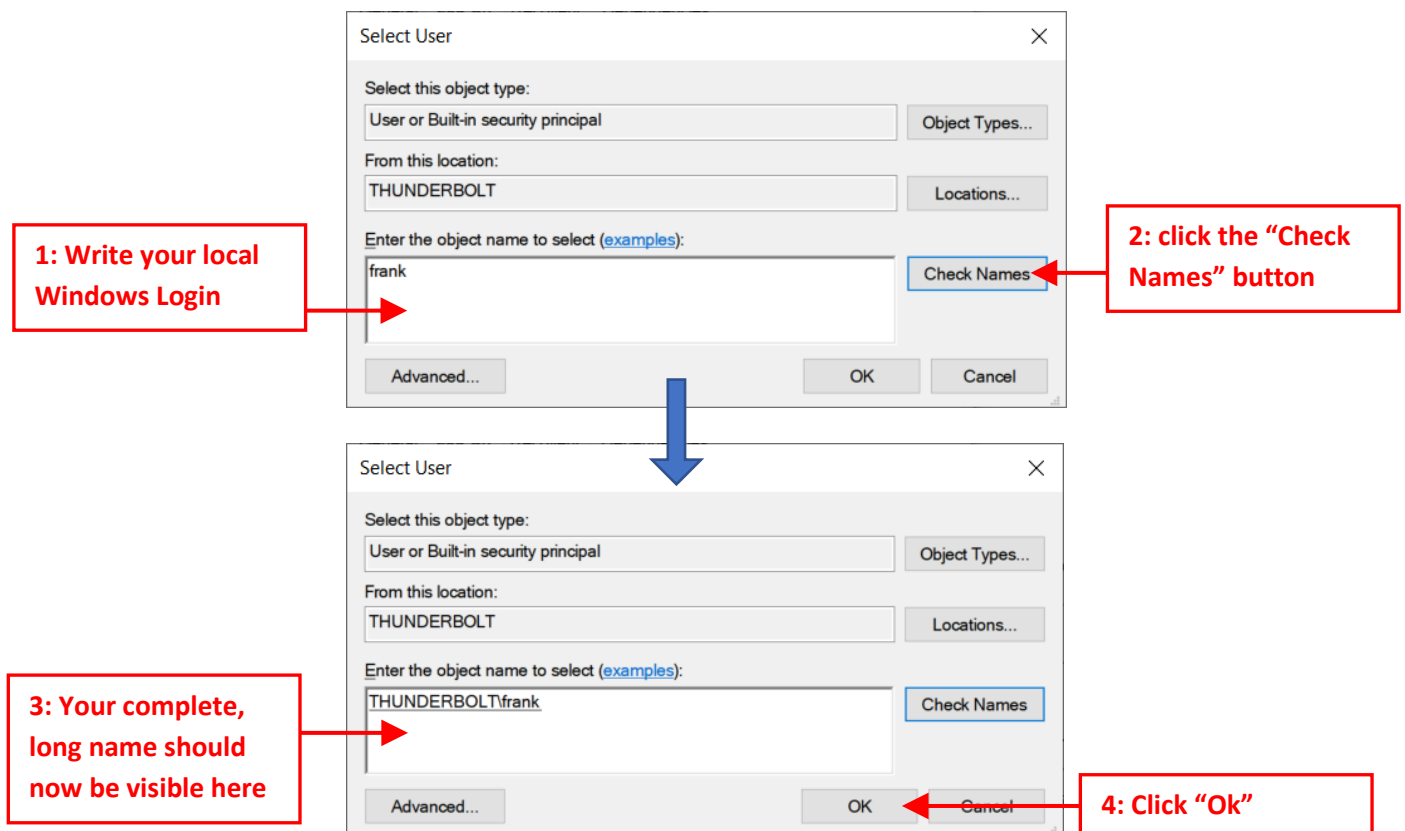 Select User
Select this object type:
User or Built-in security principal
Object Types...
From this location:
THUNDERBOLT
Locations...
1: Write your local
Windows Login
Enter the object name to select (examples):
frank
Check Names
2: click the “Check
Names” button
Advanced...
OK
Cancel
Select User
Select this object type:
User or Built-in security principal
Object Types...
From this location:
THUNDERBOLT
Locations...
Enter the object name to select (examples):
THUNDERBOLT\frank
Check Names
3: Your complete,
long name should
now be visible here
Advanced...
OK
Cancel
4: Click “Ok”